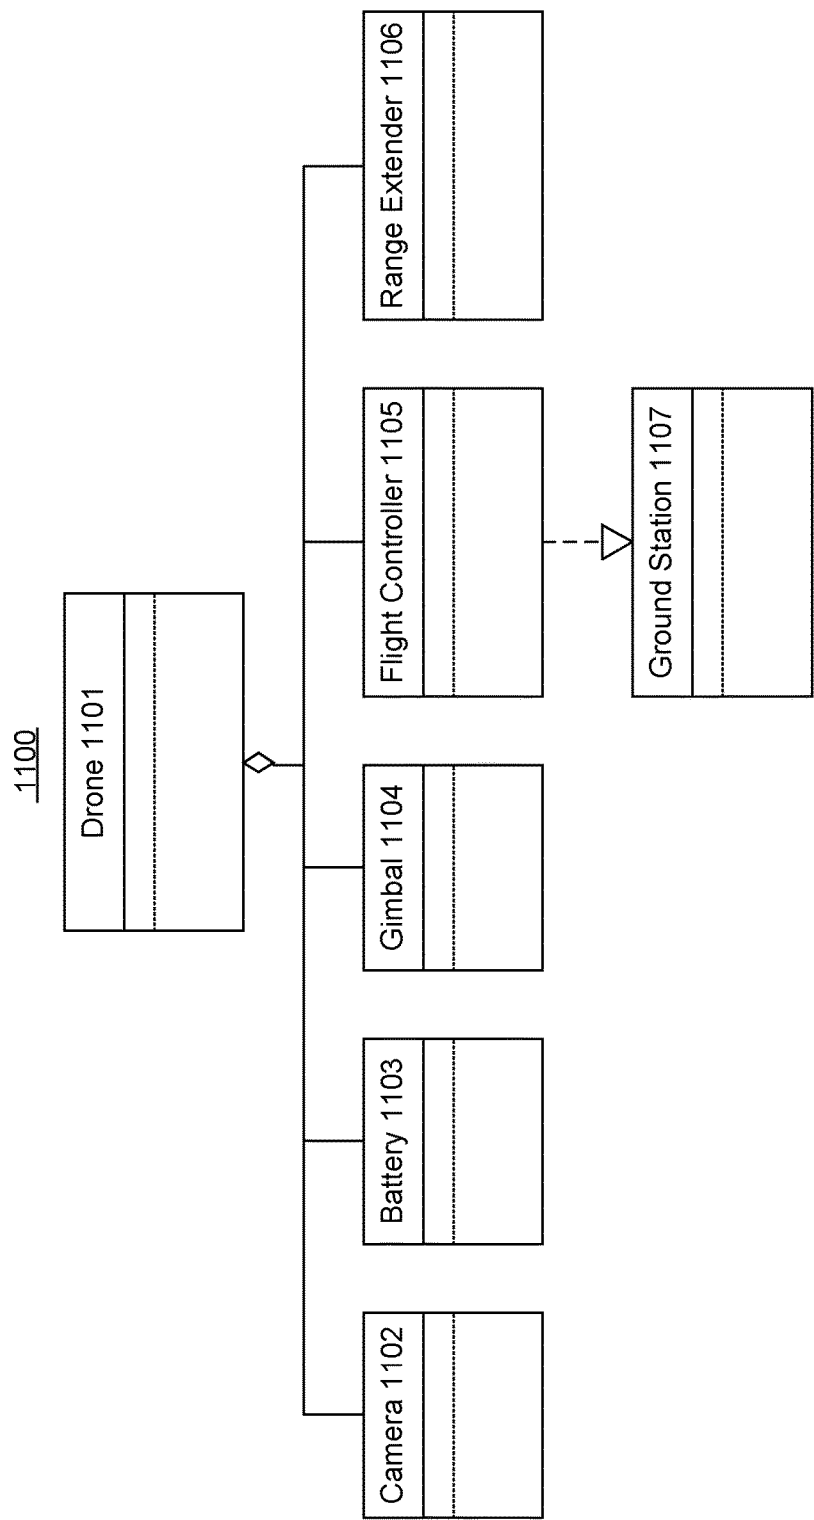 1100
Drone 1101
Camera 1102
Battery 1103
Gimbal 1104
Flight Controller 1105
Range Extender 1106
Ground Station 1107